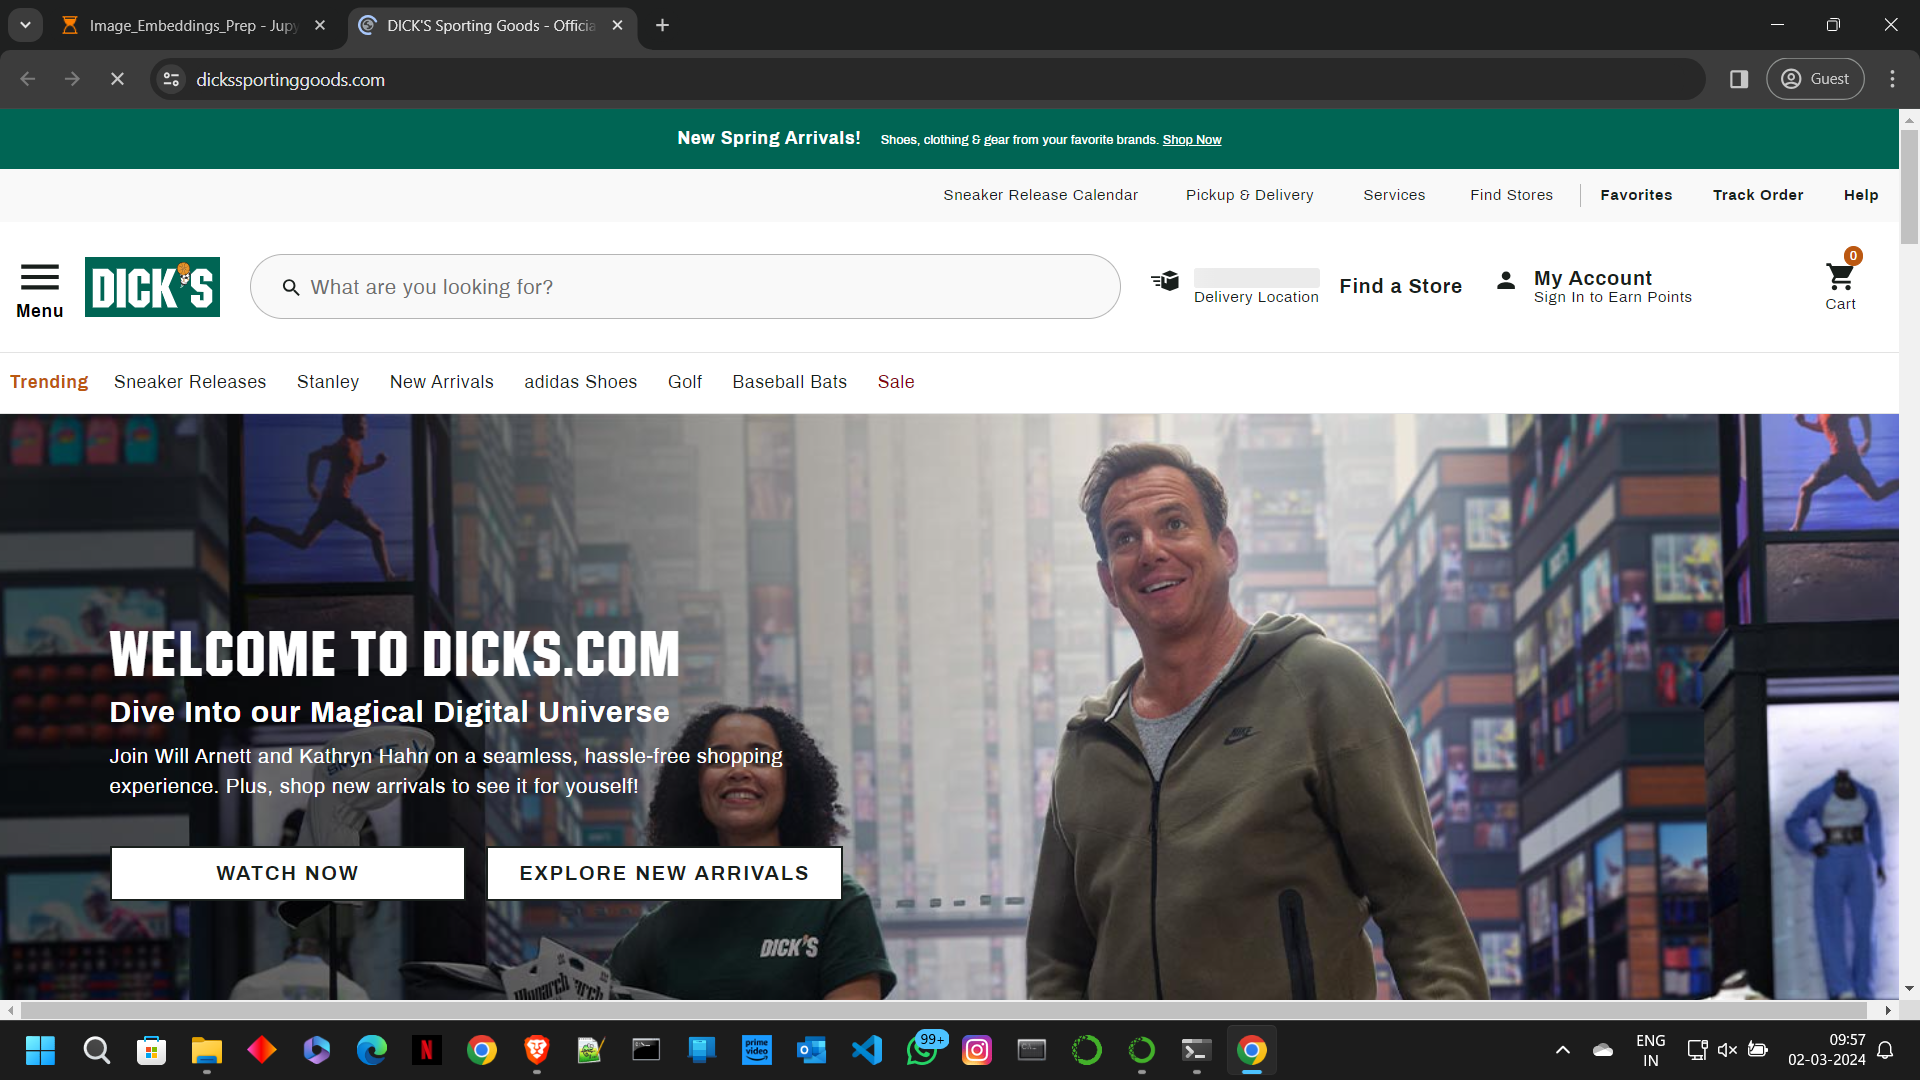 Image_Embeddings_Prep - Jupy
DICK'S Sporting Goods - Officia
dickssportinggoods.com
Guest
New Spring Arrivals! Shoes, clothing & gear from your favorite brands. Shop Now
Sneaker Release Calendar Pickup & Delivery Services Find Stores Favorites Track Order Help
Menu
DICK'S
What are you looking for?
Delivery Location
Find a Store
My Account
Sign In to Earn Points
0
Cart
Trending Sneaker Releases Stanley New Arrivals adidas Shoes Golf Baseball Bats Sale
WELCOME TO DICKS.COM
Dive Into our Magical Digital Universe
Join Will Arnett and Kathryn Hahn on a seamless, hassle-free shopping
experience. Plus, shop new arrivals to see it for youself!
WATCH NOW
EXPLORE NEW ARRIVALS
NIKE
DICK'S
Monarch
prime
video
99+
ENG
IN
09:57
02-03-2024